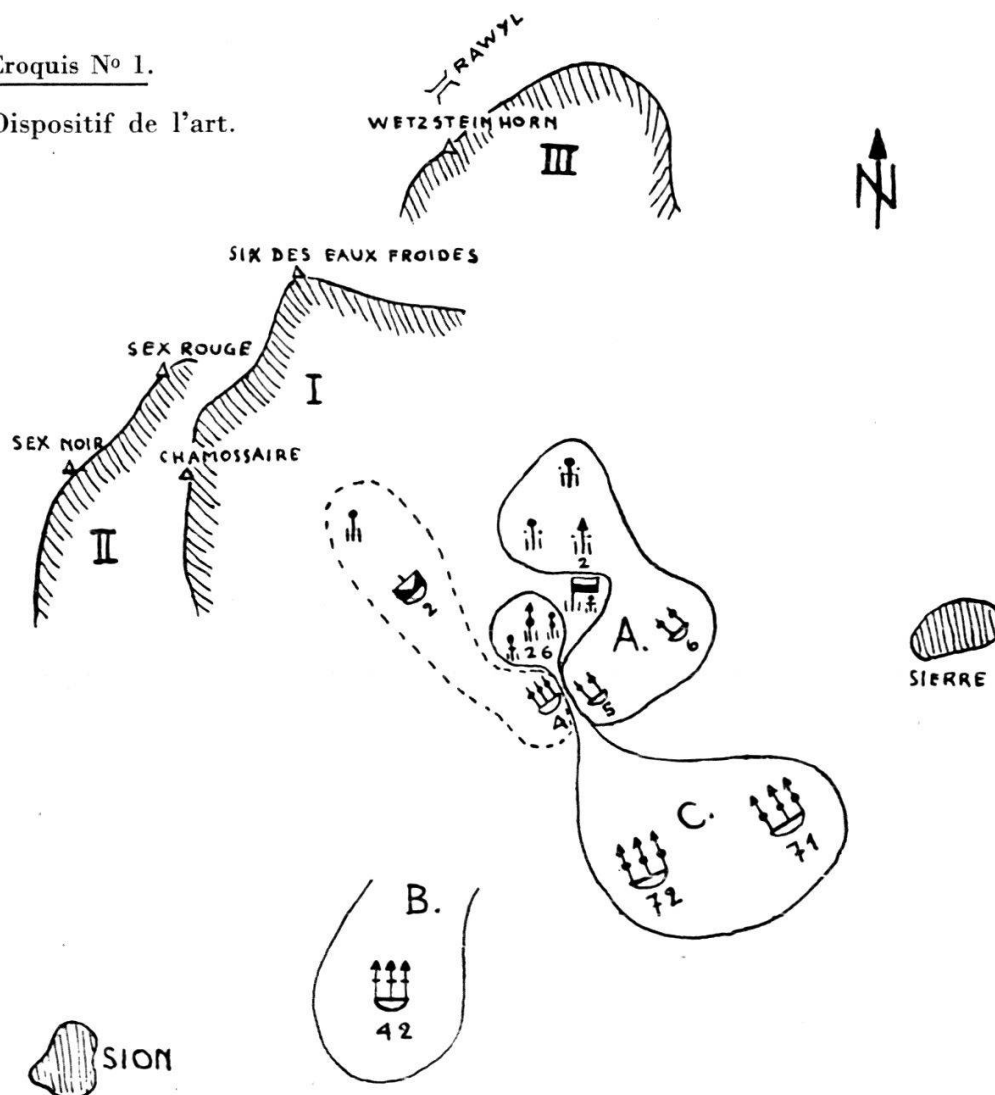 Croquis Nº 1.
Dispositif de l'art.
RAWYL
WETZSTEINHORN
III
N
SIX DES EAUX FROIDES
SEX ROUGE
I
SEX NOIR
CHAMOSSAIRE
II
2
2
A.
6
26
SIERRE
5
4
C.
71
72
B.
42
SION